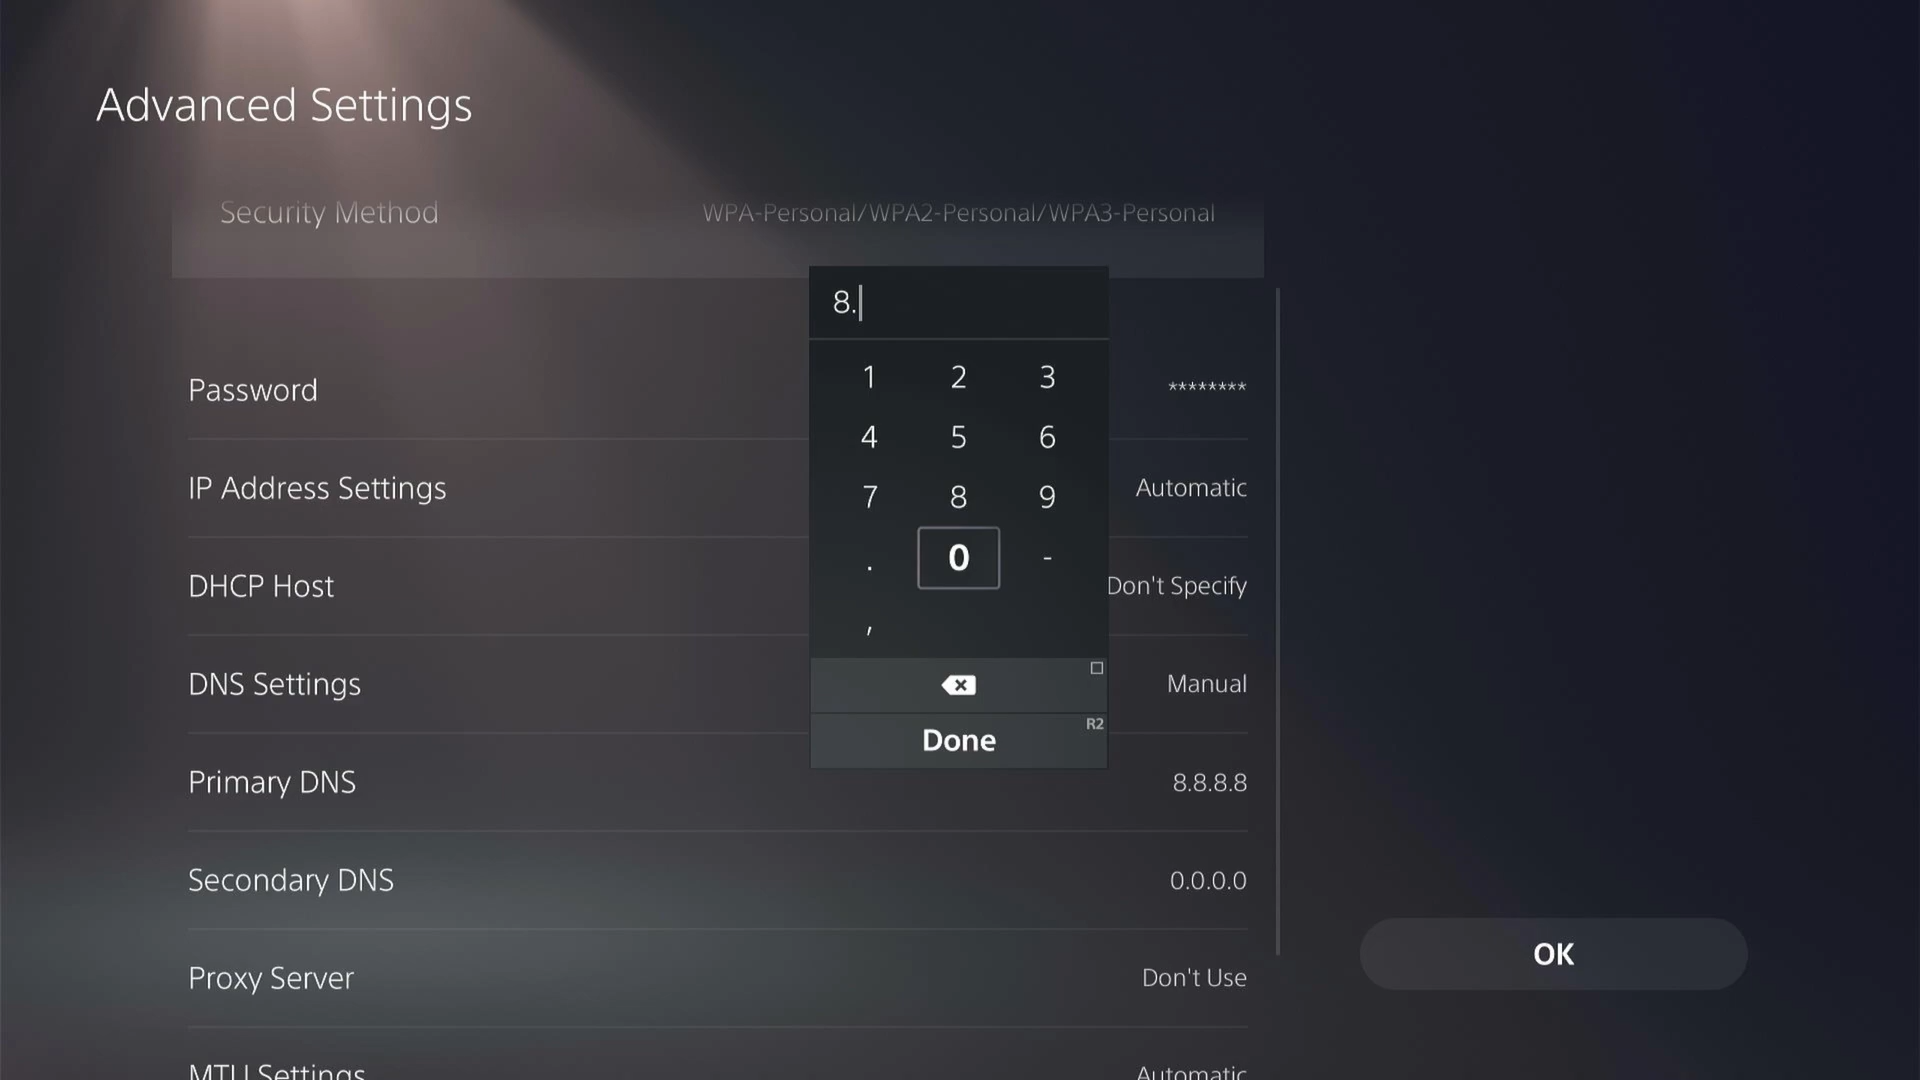 Advanced Settings
Security Method WPA-Personal/WPA2-Personal/WPA3-Personal
8.
1 2 3
4 5 6
7 8 9
. 0 -
,
Done R2
Password ********
IP Address Settings Automatic
DHCP Host Don't Specify
DNS Settings Manual
Primary DNS 8.8.8.8
Secondary DNS 0.0.0.0
Proxy Server Don't Use
MTU Settings Automatic
OK